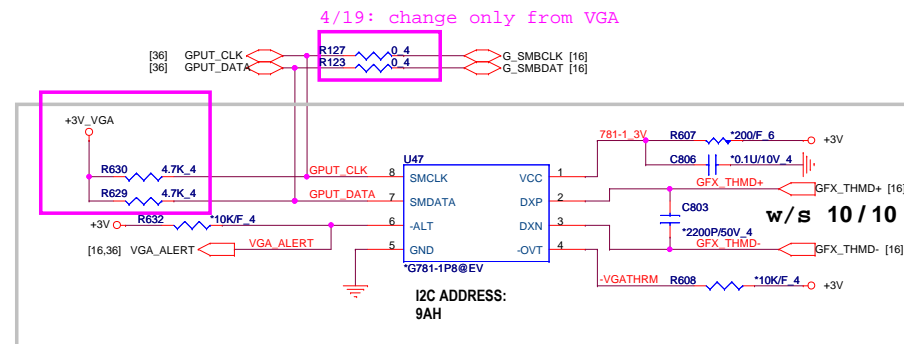 4/19: change only from VGA
[36] GPUT_CLK R127 0_4 G_SMBCLK [16]
[36] GPUT_DATA R123 0_4 G_SMBDAT [16]
+3V_VGA
781-1_3V R607 *200/F_6 +3V
U47
C806 *0.1U/10V_4
R630 4.7K_4 GPUT_CLK 8 SMCLK VCC 1
GFX_THMD+ GFX_THMD+ [16]
R629 4.7K_4 GPUT_DATA 7 SMDATA DXP 2
C803
w/s 10/10
+3V R632 *10K/F_4 6 -ALT DXN 3
*2200P/50V_4
[16,36] VGA_ALERT VGA_ALERT 5 GND -OVT 4
GFX_THMD- GFX_THMD- [16]
*G781-1P8@EV
-VGATHRM R608 *10K/F_4 +3V
I2C ADDRESS:
9AH